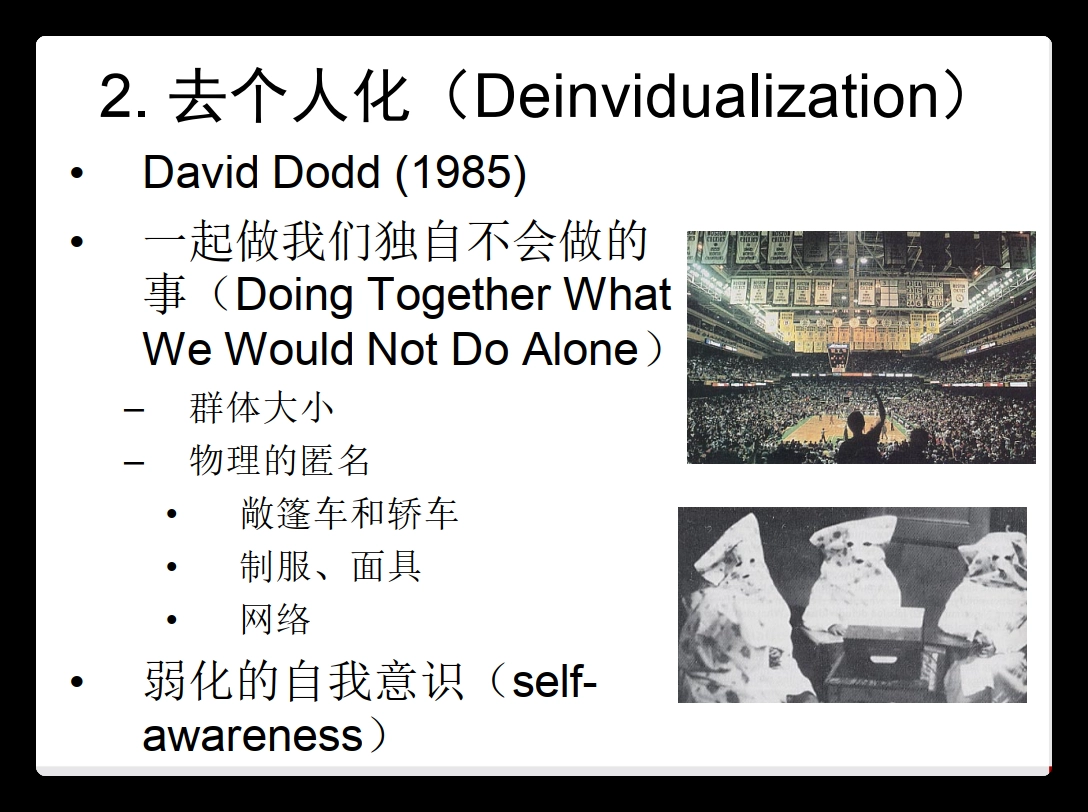 2. 去个人化（Deinvidualization）
• David Dodd (1985)
• 一起做我们独自不会做的
事（Doing Together What
We Would Not Do Alone）
– 群体大小
– 物理的匿名
• 敞篷车和轿车
• 制服、面具
• 网络
• 弱化的自我意识（self-
awareness）